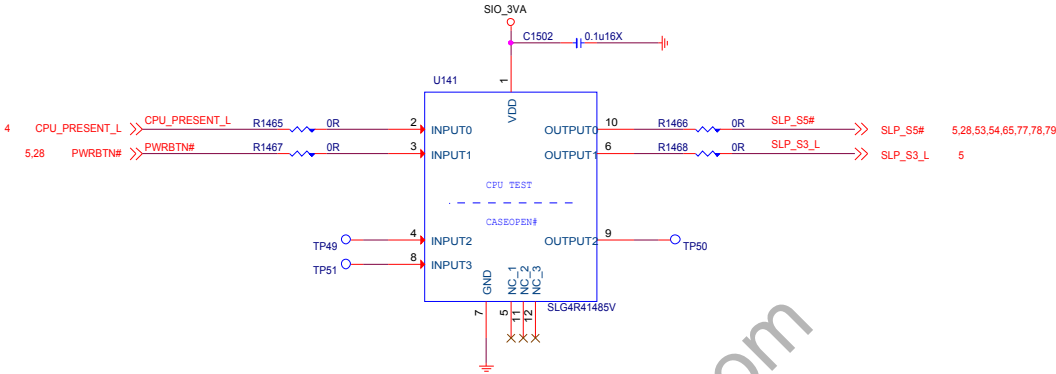 SIO_3VA
C1502 0.1u16X
U141
1
VDD
4 CPU_PRESENT_L CPU_PRESENT_L R1465 0R 2 INPUT0 OUTPUT0 10 R1466 0R SLP_S5# SLP_S5# 5,28,53,54,65,77,78,79
5,28 PWRBTN# PWRBTN# R1467 0R 3 INPUT1 OUTPUT1 6 R1468 0R SLP_S3_L SLP_S3_L 5
CPU TEST
CASEOPEN#
TP49 4 INPUT2 OUTPUT2 9 TP50
TP51 8 INPUT3
GND NC_1 NC_2 NC_3
SLG4R41485V
7 5 11 12
om